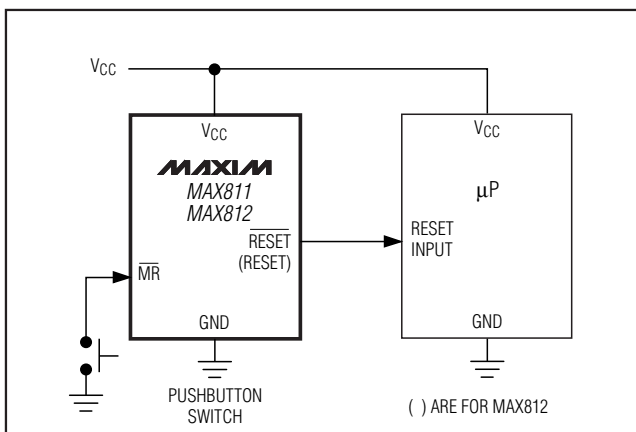 VCC
VCC
MAXIM
MAX811
MAX812
RESET
(RESET)
MR
GND
PUSHBUTTON
SWITCH
VCC
µP
RESET
INPUT
GND
( ) ARE FOR MAX812